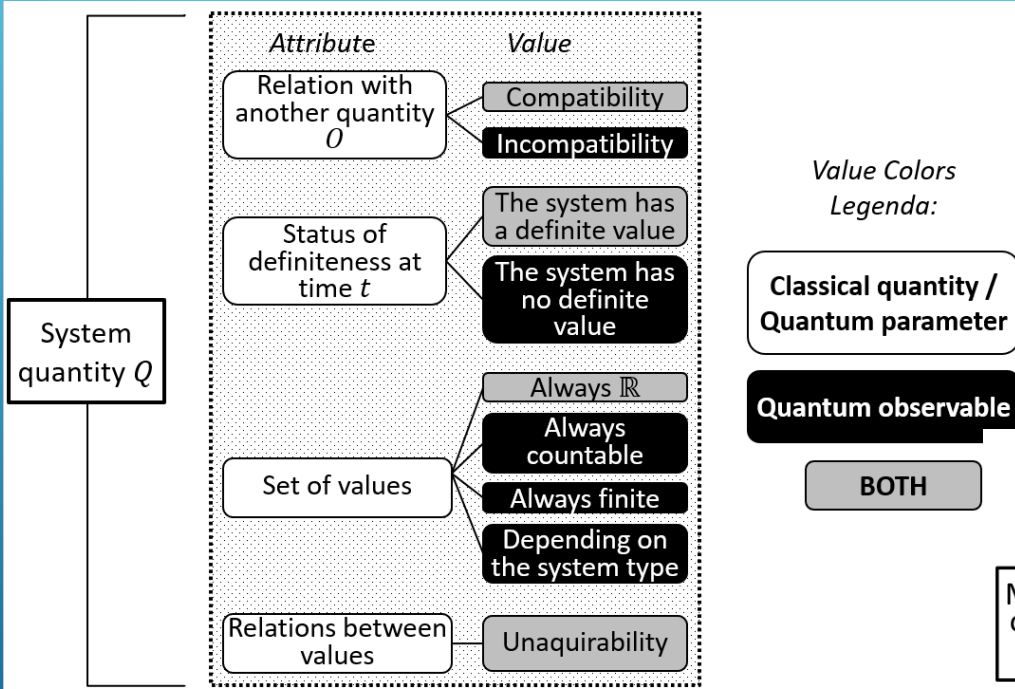 Attribute
Value
Relation with
another quantity
O
Compatibility
Incompatibility
Status of
definiteness at
time t
The system has
a definite value
The system has
no definite
value
System
quantity Q
Set of values
Always ℝ
Always
countable
Always finite
Depending on
the system type
Relations between
values
Unaquirability
Value Colors
Legenda:
Classical quantity /
Quantum parameter
Quantum observable
BOTH